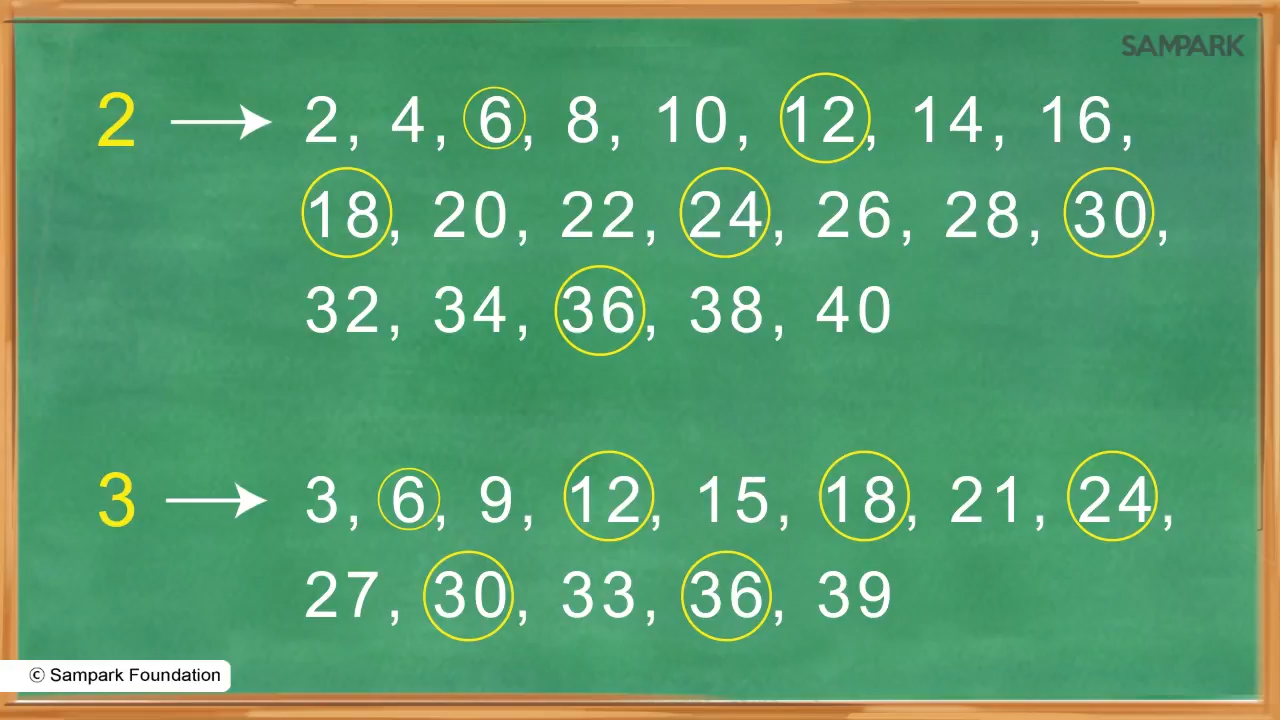 SAMPARK
2 → 2, 4, 6, 8, 10, 12, 14, 16,
18, 20, 22, 24, 26, 28, 30,
32, 34, 36, 38, 40
3 → 3, 6, 9, 12, 15, 18, 21, 24,
27, 30, 33, 36, 39
© Sampark Foundation